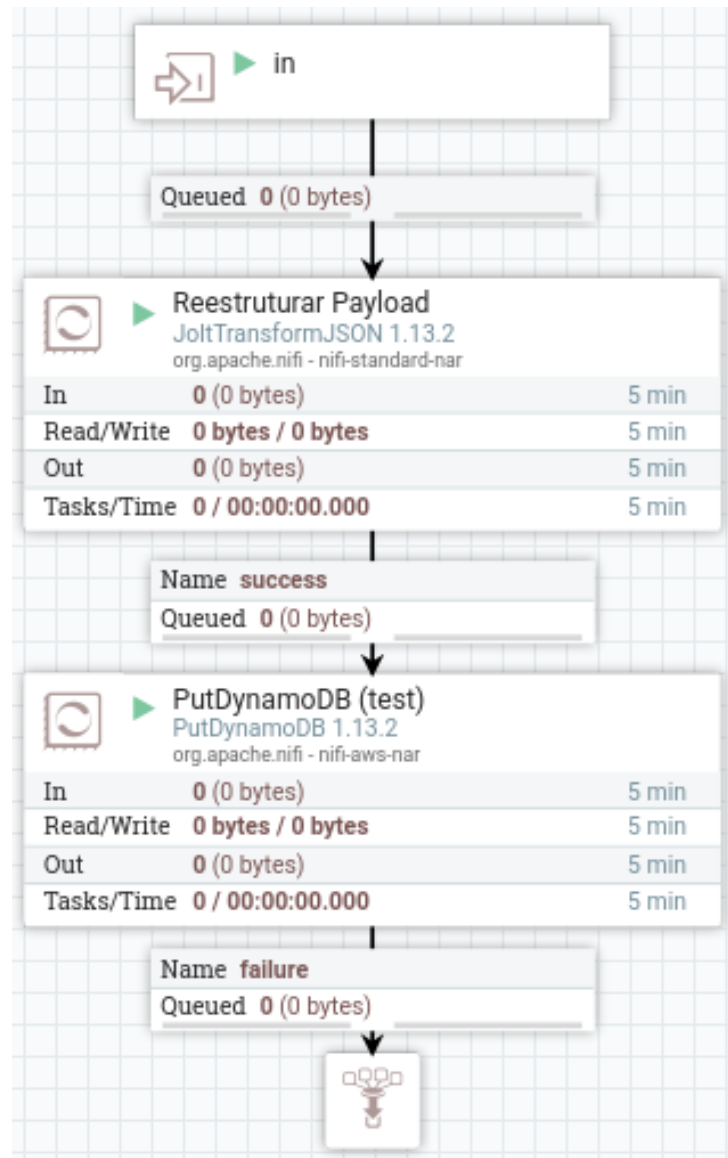 in
Queued 0 (0 bytes)
Reestruturar Payload
JoltTransformJSON 1.13.2
org.apache.nifi - nifi-standard-nar
In 0 (0 bytes) 5 min
Read/Write 0 bytes / 0 bytes 5 min
Out 0 (0 bytes) 5 min
Tasks/Time 0 / 00:00:00.000 5 min
Name success
Queued 0 (0 bytes)
PutDynamoDB (test)
PutDynamoDB 1.13.2
org.apache.nifi - nifi-aws-nar
In 0 (0 bytes) 5 min
Read/Write 0 bytes / 0 bytes 5 min
Out 0 (0 bytes) 5 min
Tasks/Time 0 / 00:00:00.000 5 min
Name failure
Queued 0 (0 bytes)